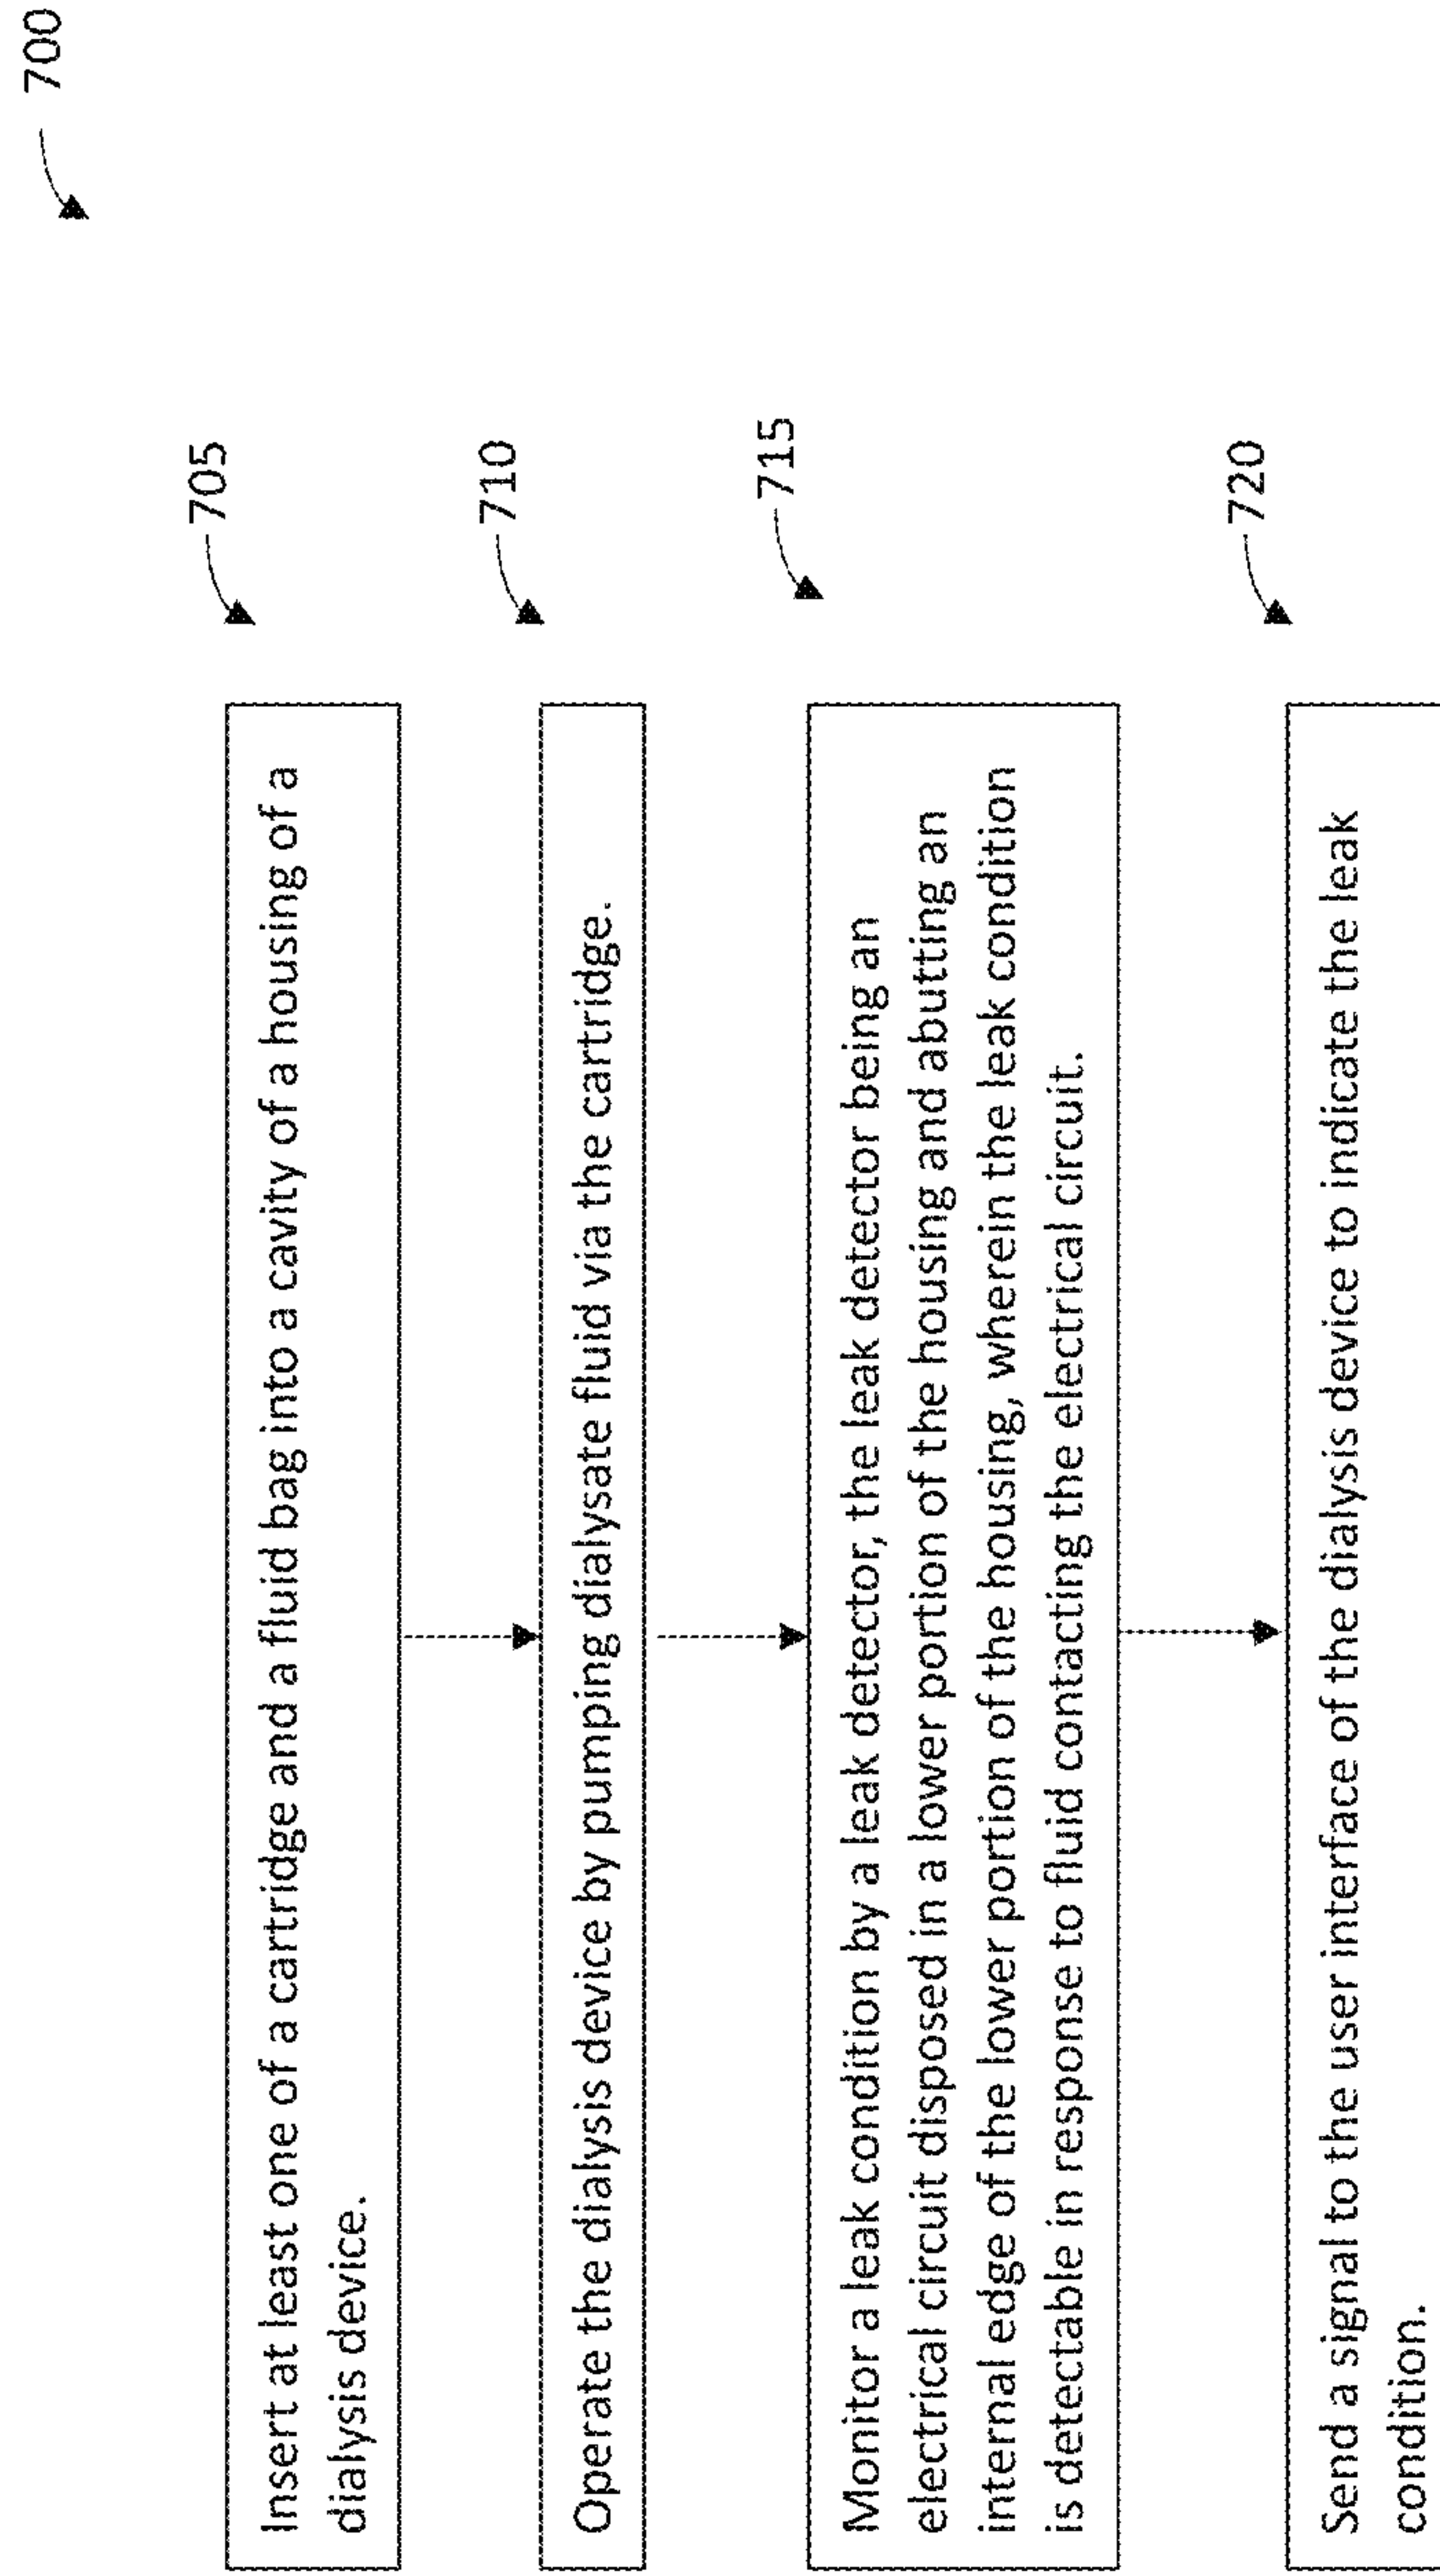 700
705
Insert at least one of a cartridge and a fluid bag into a cavity of a housing of a
dialysis device.
710
Operate the dialysis device by pumping dialysate fluid via the cartridge.
715
Monitor a leak condition by a leak detector, the leak detector being an
electrical circuit disposed in a lower portion of the housing and abutting an
internal edge of the lower portion of the housing, wherein the leak condition
is detectable in response to fluid contacting the electrical circuit.
720
Send a signal to the user interface of the dialysis device to indicate the leak
condition.